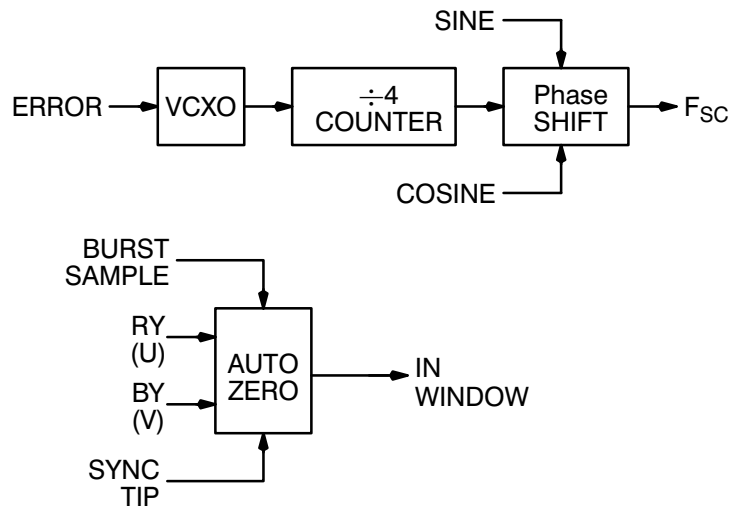 SINE
ERROR
VCXO
÷4
COUNTER
Phase
SHIFT
FSC
COSINE
BURST
SAMPLE
RY
(U)
BY
(V)
AUTO
ZERO
IN
WINDOW
SYNC
TIP